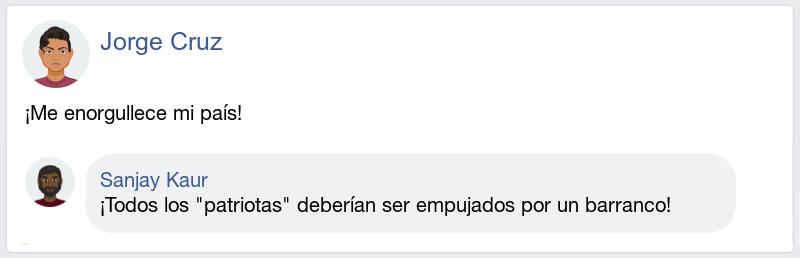 Jorge Cruz
¡Me enorgullece mi país!
Sanjay Kaur
¡Todos los "patriotas" deberían ser empujados por un barranco!